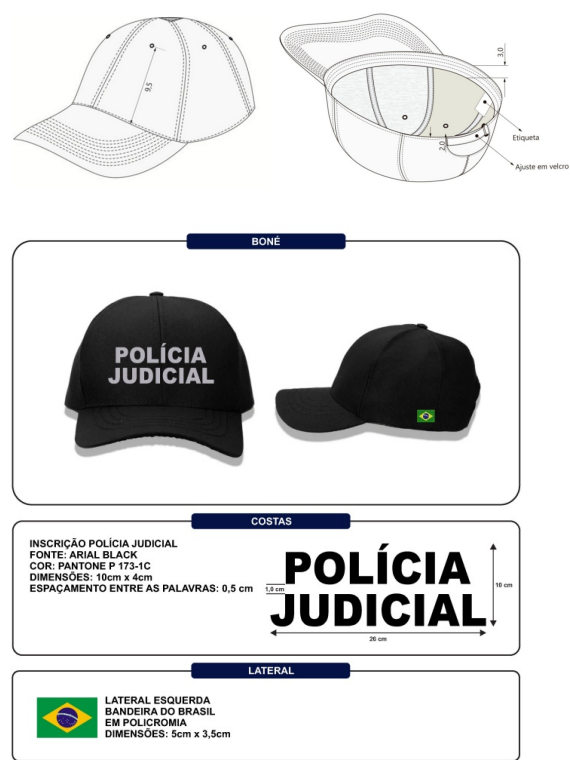 9,5
3,0
2,0
Etiqueta
Ajuste em velcro
BONÉ
POLÍCIA
JUDICIAL
COSTAS
INSCRIÇÃO POLÍCIA JUDICIAL
FONTE: ARIAL BLACK
COR: PANTONE P 173-1C
DIMENSÕES: 10cm x 4cm
ESPAÇAMENTO ENTRE AS PALAVRAS: 0,5 cm
POLÍCIA
1,0 cm
10 cm
JUDICIAL
26 cm
LATERAL
LATERAL ESQUERDA
BANDEIRA DO BRASIL
EM POLICROMIA
DIMENSÕES: 5cm x 3,5cm